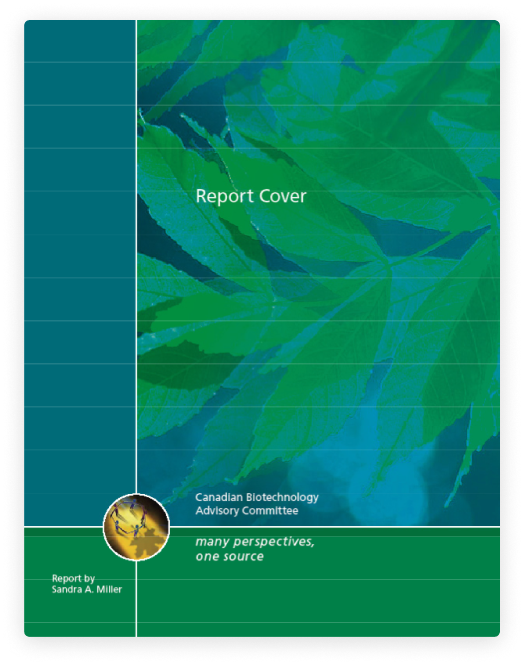 Report Cover
Canadian Biotechnology
Advisory Committee
many perspectives,
one source
Report by
Sandra A. Miller